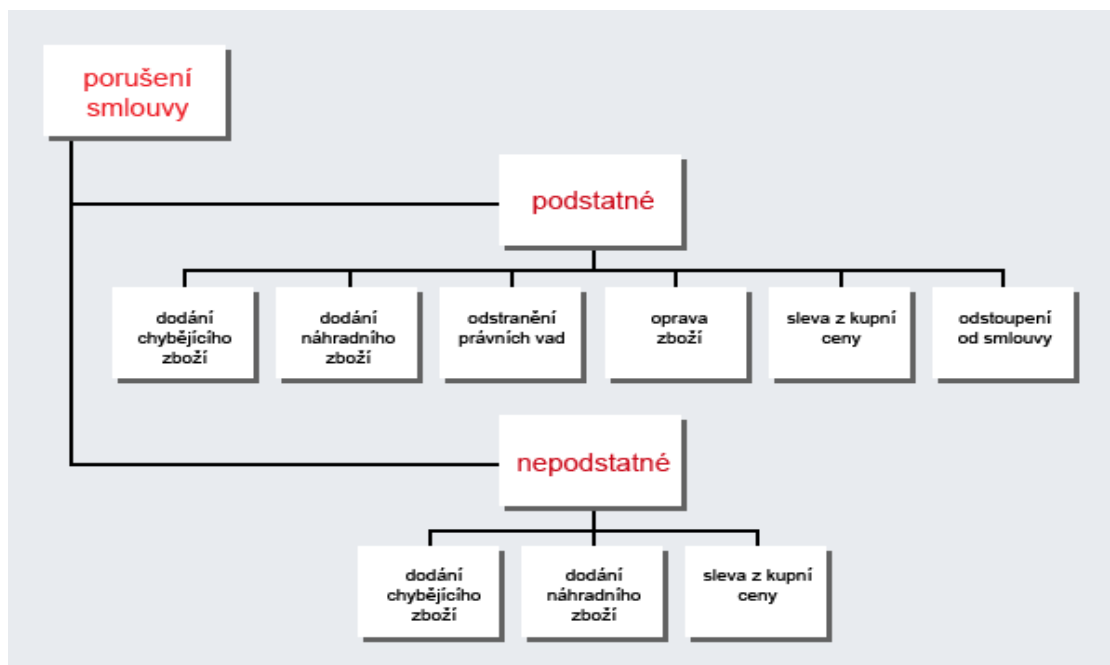 porušení
smlouvy
podstatné
dodání
chybějícího
zboží
dodání
náhradního
zboží
odstranění
právních vad
oprava
zboží
sleva z kupní
ceny
odstoupení
od smlouvy
nepodstatné
dodání
chybějícího
zboží
dodání
náhradního
zboží
sleva z kupní
ceny